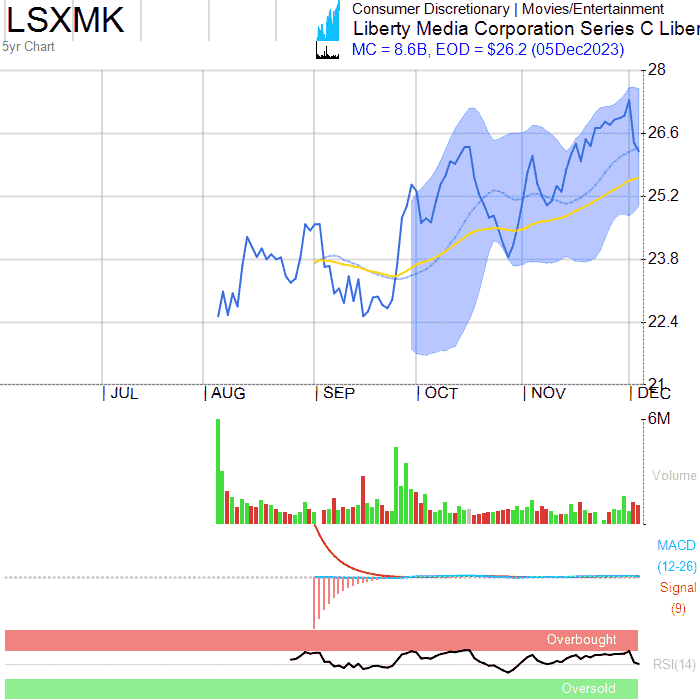 LSXMK
Consumer Discretionary | Movies/Entertainment
Liberty Media Corporation Series C Liber
5yr Chart
MC = 8.6B, EOD = $26.2 (05Dec2023)
28
26.6
25.2
23.8
22.4
21
| JUL | AUG | SEP | OCT | NOV | DEC
6M
Volume
MACD
(12-26)
Signal
(9)
Overbought
RSI(14)
Oversold